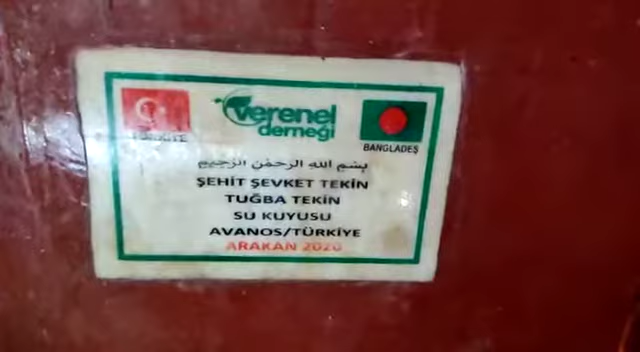 verenel
derneği
TÜRKİYE
BANGLADEŞ
بسم الله الرحمن الرحيم
ŞEHİT ŞEVKET TEKİN
TUĞBA TEKİN
SU KUYUSU
AVANOS/TÜRKİYE
ARAKAN 2020